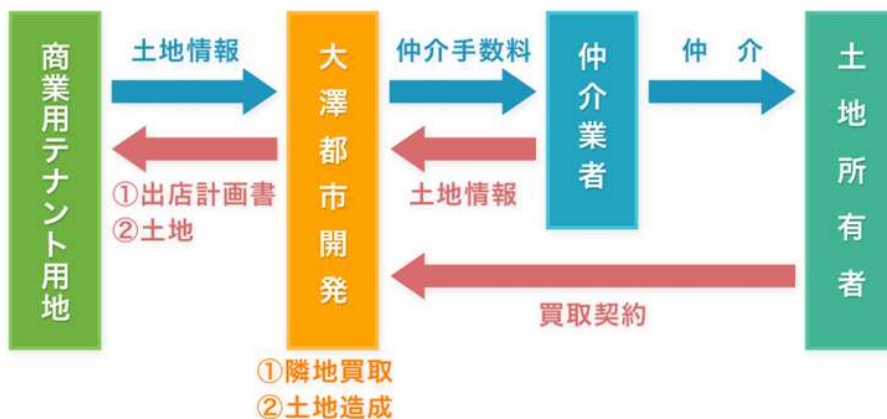 商業用テナント用地
土地情報
①出店計画書
②土地
大澤都市開発
①隣地買取
②土地造成
仲介手数料
土地情報
仲介業者
仲 介
買取契約
土地所有者